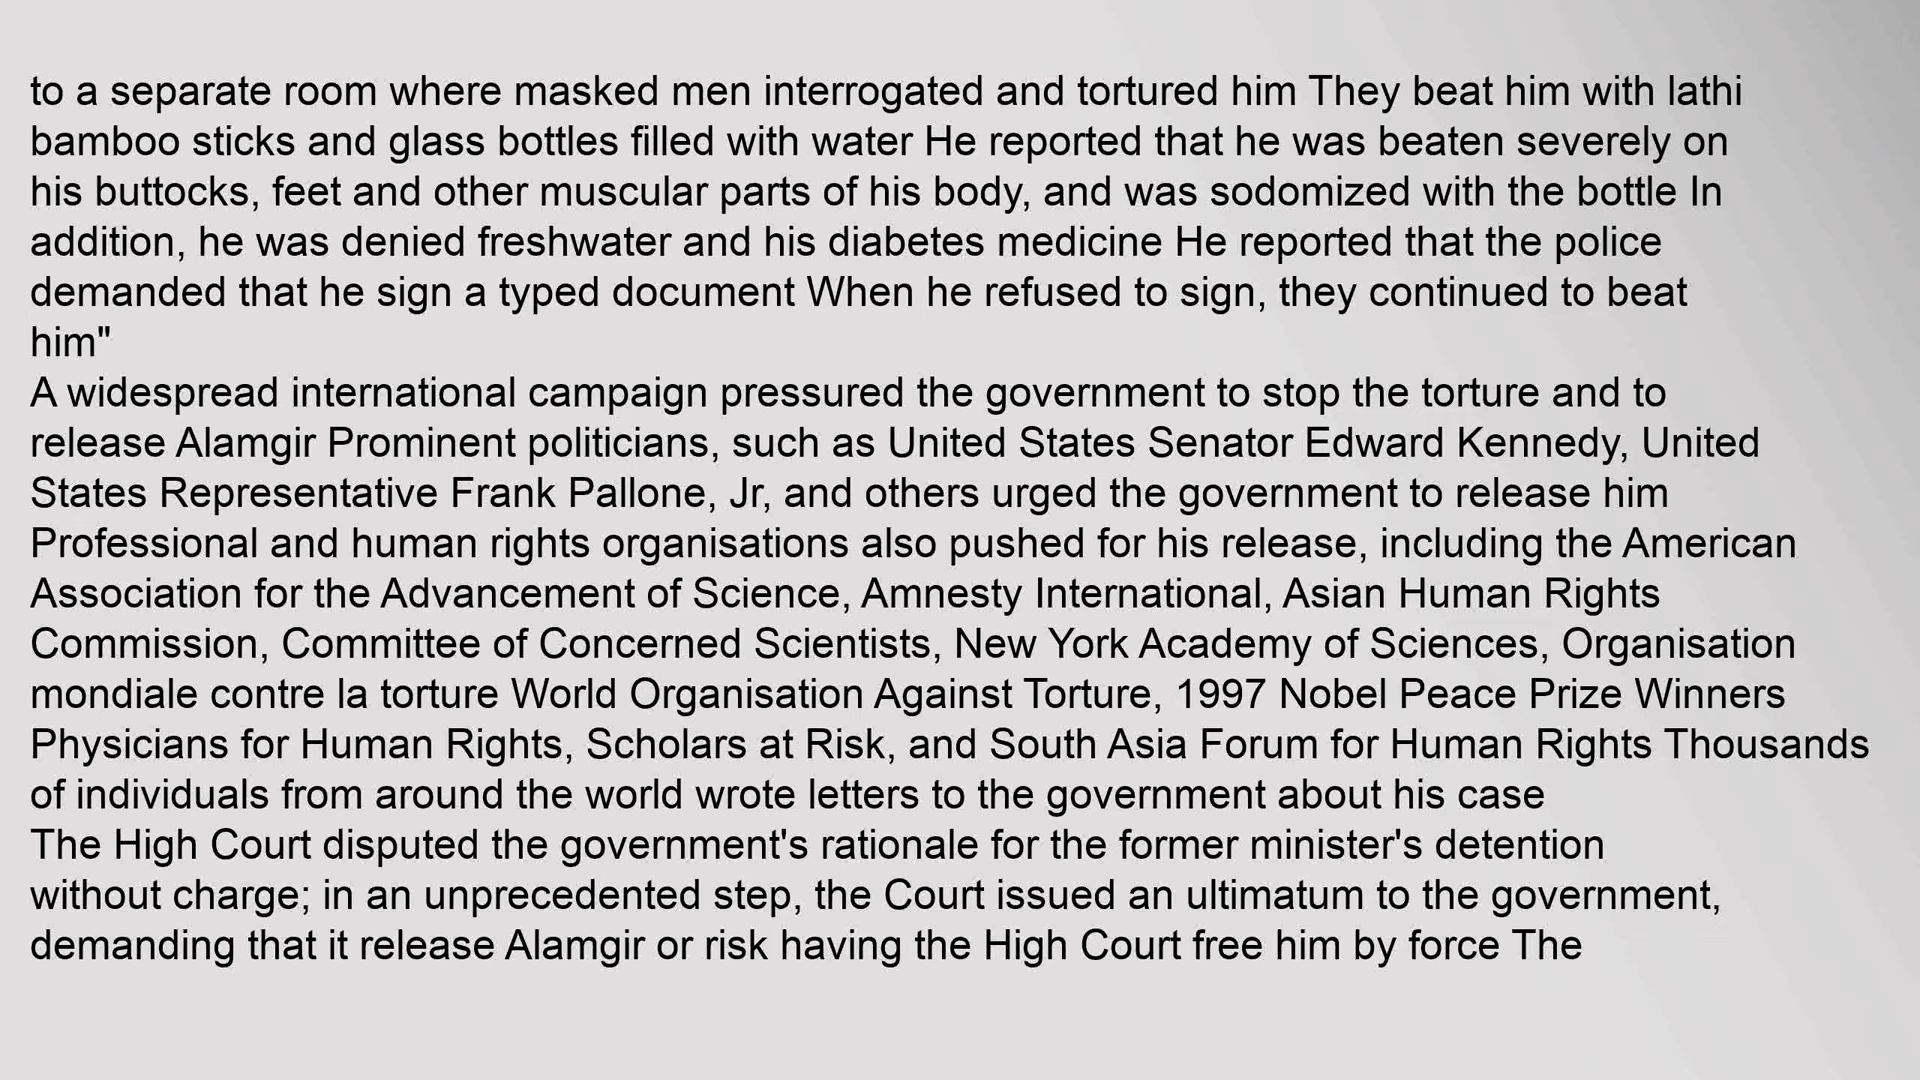 to a separate room where masked men interrogated and tortured him They beat him with lathi
bamboo sticks and glass bottles filled with water He reported that he was beaten severely on
his buttocks, feet and other muscular parts of his body, and was sodomized with the bottle In
addition, he was denied freshwater and his diabetes medicine He reported that the police
demanded that he sign a typed document When he refused to sign, they continued to beat
him"
A widespread international campaign pressured the government to stop the torture and to
release Alamgir Prominent politicians, such as United States Senator Edward Kennedy, United
States Representative Frank Pallone, Jr, and others urged the government to release him
Professional and human rights organisations also pushed for his release, including the American
Association for the Advancement of Science, Amnesty International, Asian Human Rights
Commission, Committee of Concerned Scientists, New York Academy of Sciences, Organisation
mondiale contre la torture World Organisation Against Torture, 1997 Nobel Peace Prize Winners
Physicians for Human Rights, Scholars at Risk, and South Asia Forum for Human Rights Thousands
of individuals from around the world wrote letters to the government about his case
The High Court disputed the government's rationale for the former minister's detention
without charge; in an unprecedented step, the Court issued an ultimatum to the government,
demanding that it release Alamgir or risk having the High Court free him by force The